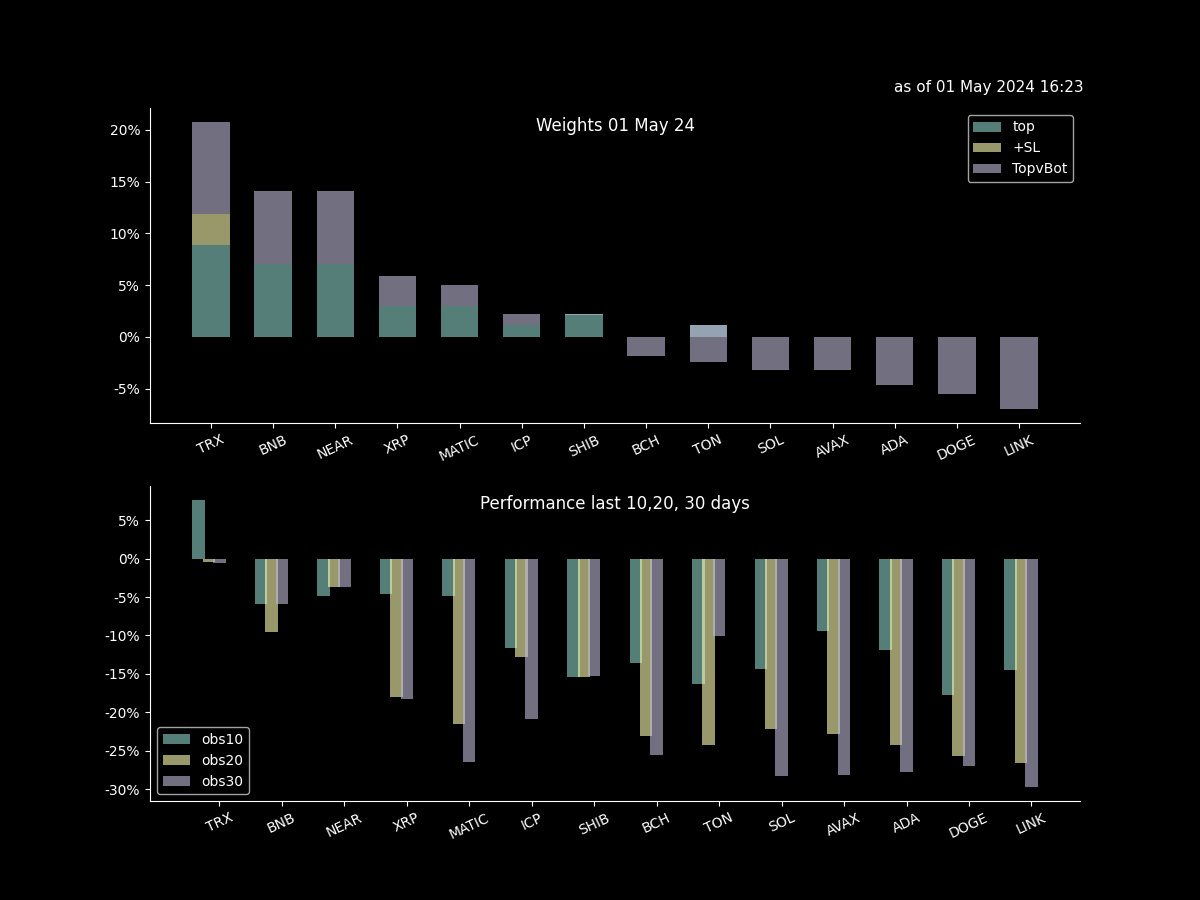 as of 01 May 2024 16:23
Weights 01 May 24
top
+SL
TopvBot
20%
15%
10%
5%
0%
-5%
TRX BNB NEAR XRP MATIC ICP SHIB BCH TON SOL AVAX ADA DOGE LINK
Performance last 10,20, 30 days
5%
0%
-5%
-10%
-15%
-20%
-25%
-30%
obs10
obs20
obs30
TRX BNB NEAR XRP MATIC ICP SHIB BCH TON SOL AVAX ADA DOGE LINK